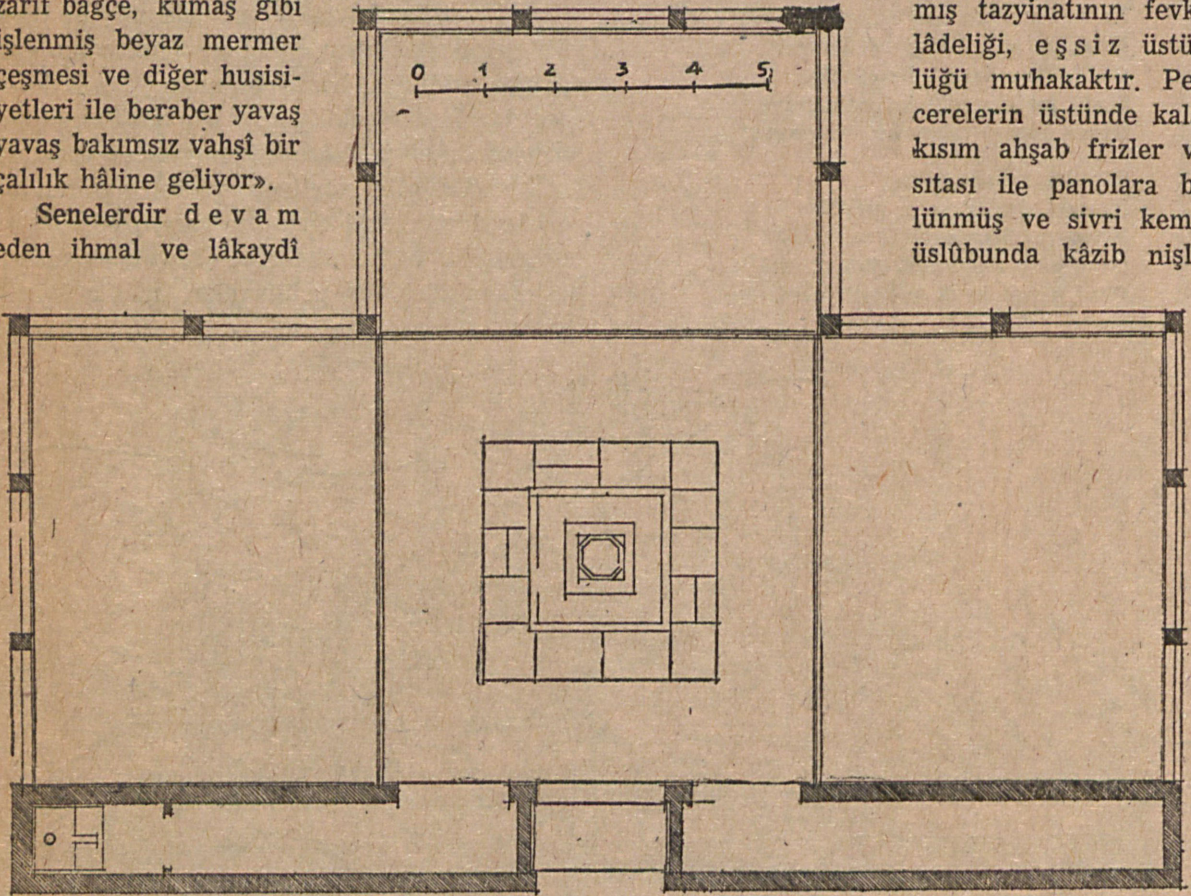 zarif bağçe, kumaş gibi
işlenmiş beyaz mermer
çeşmesi ve diğer husisi-
yetleri ile beraber yavaş
yavaş bakımsız vahşî bir
çalılık hâline geliyor».
Senelerdir devam
eden ihmal ve lâkaydî
0 1 2 3 4 5
mış tazyinatının fevk
lâdeliği, eşsiz üstü
lüğü muhakaktır. Pe
cerelerin üstünde kal
kısım ahşab frizler v
sıtası ile panolara b
lünmüş ve sivri kem
üslûbunda kâzib nişl